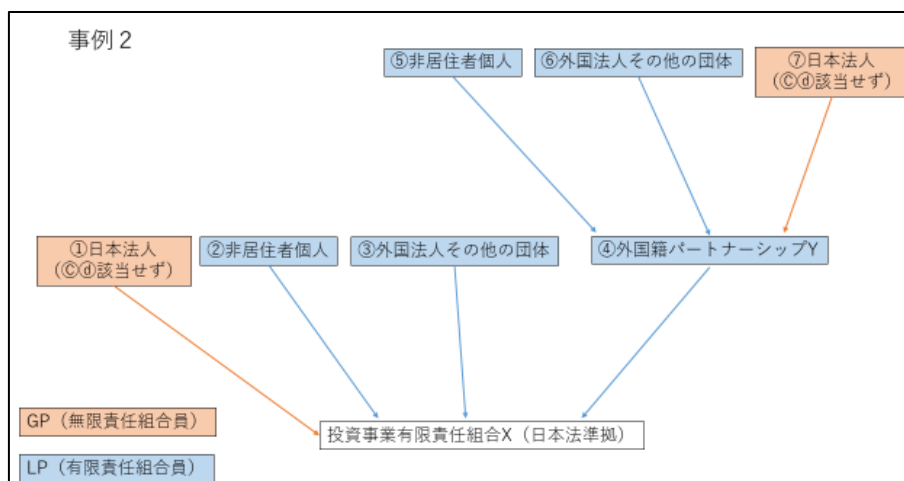 事例２
⑤非居住者個人
⑥外国法人その他の団体
⑦日本法人
（Ⓒⓓ該当せず）
①日本法人
（Ⓒⓓ該当せず）
②非居住者個人
③外国法人その他の団体
④外国籍パートナーシップY
GP（無限責任組合員）
投資事業有限責任組合X（日本法準拠）
LP（有限責任組合員）